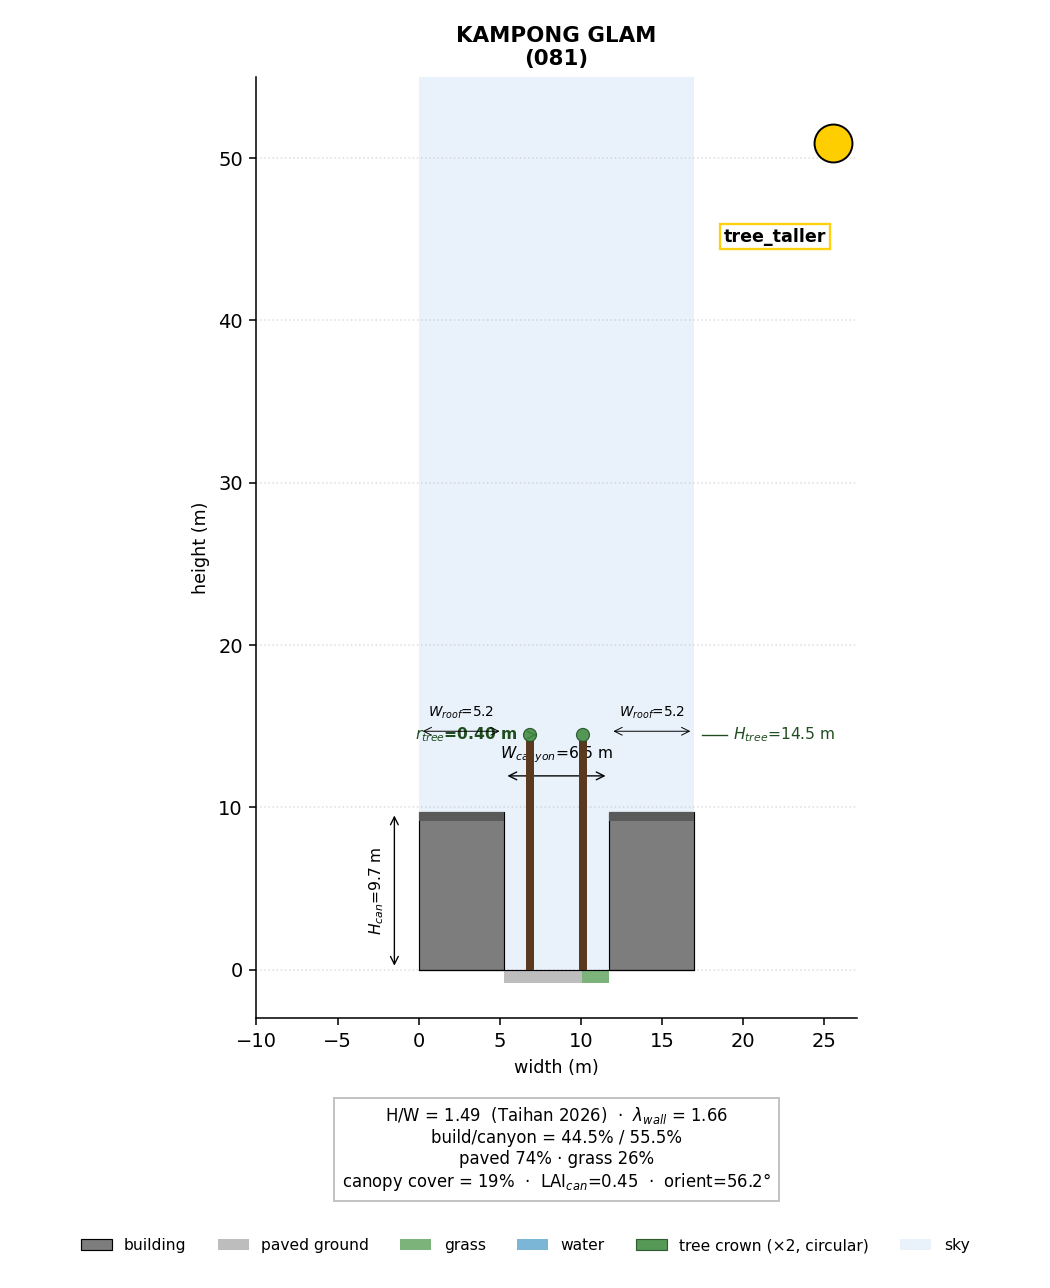 KAMPONG GLAM
(081)
50
tree_taller
40
30
height (m)
20
W_roof=5.2
W_roof=5.2
r_tree=0.40 m
H_tree=14.5 m
W_canyon=6.5 m
10
H_can=9.7 m
0
−10 −5 0 5 10 15 20 25
width (m)
H/W = 1.49 (Taihan 2026) · λ_wall = 1.66
build/canyon = 44.5% / 55.5%
paved 74% · grass 26%
canopy cover = 19% · LAI_can=0.45 · orient=56.2°
building paved ground grass water tree crown (×2, circular) sky